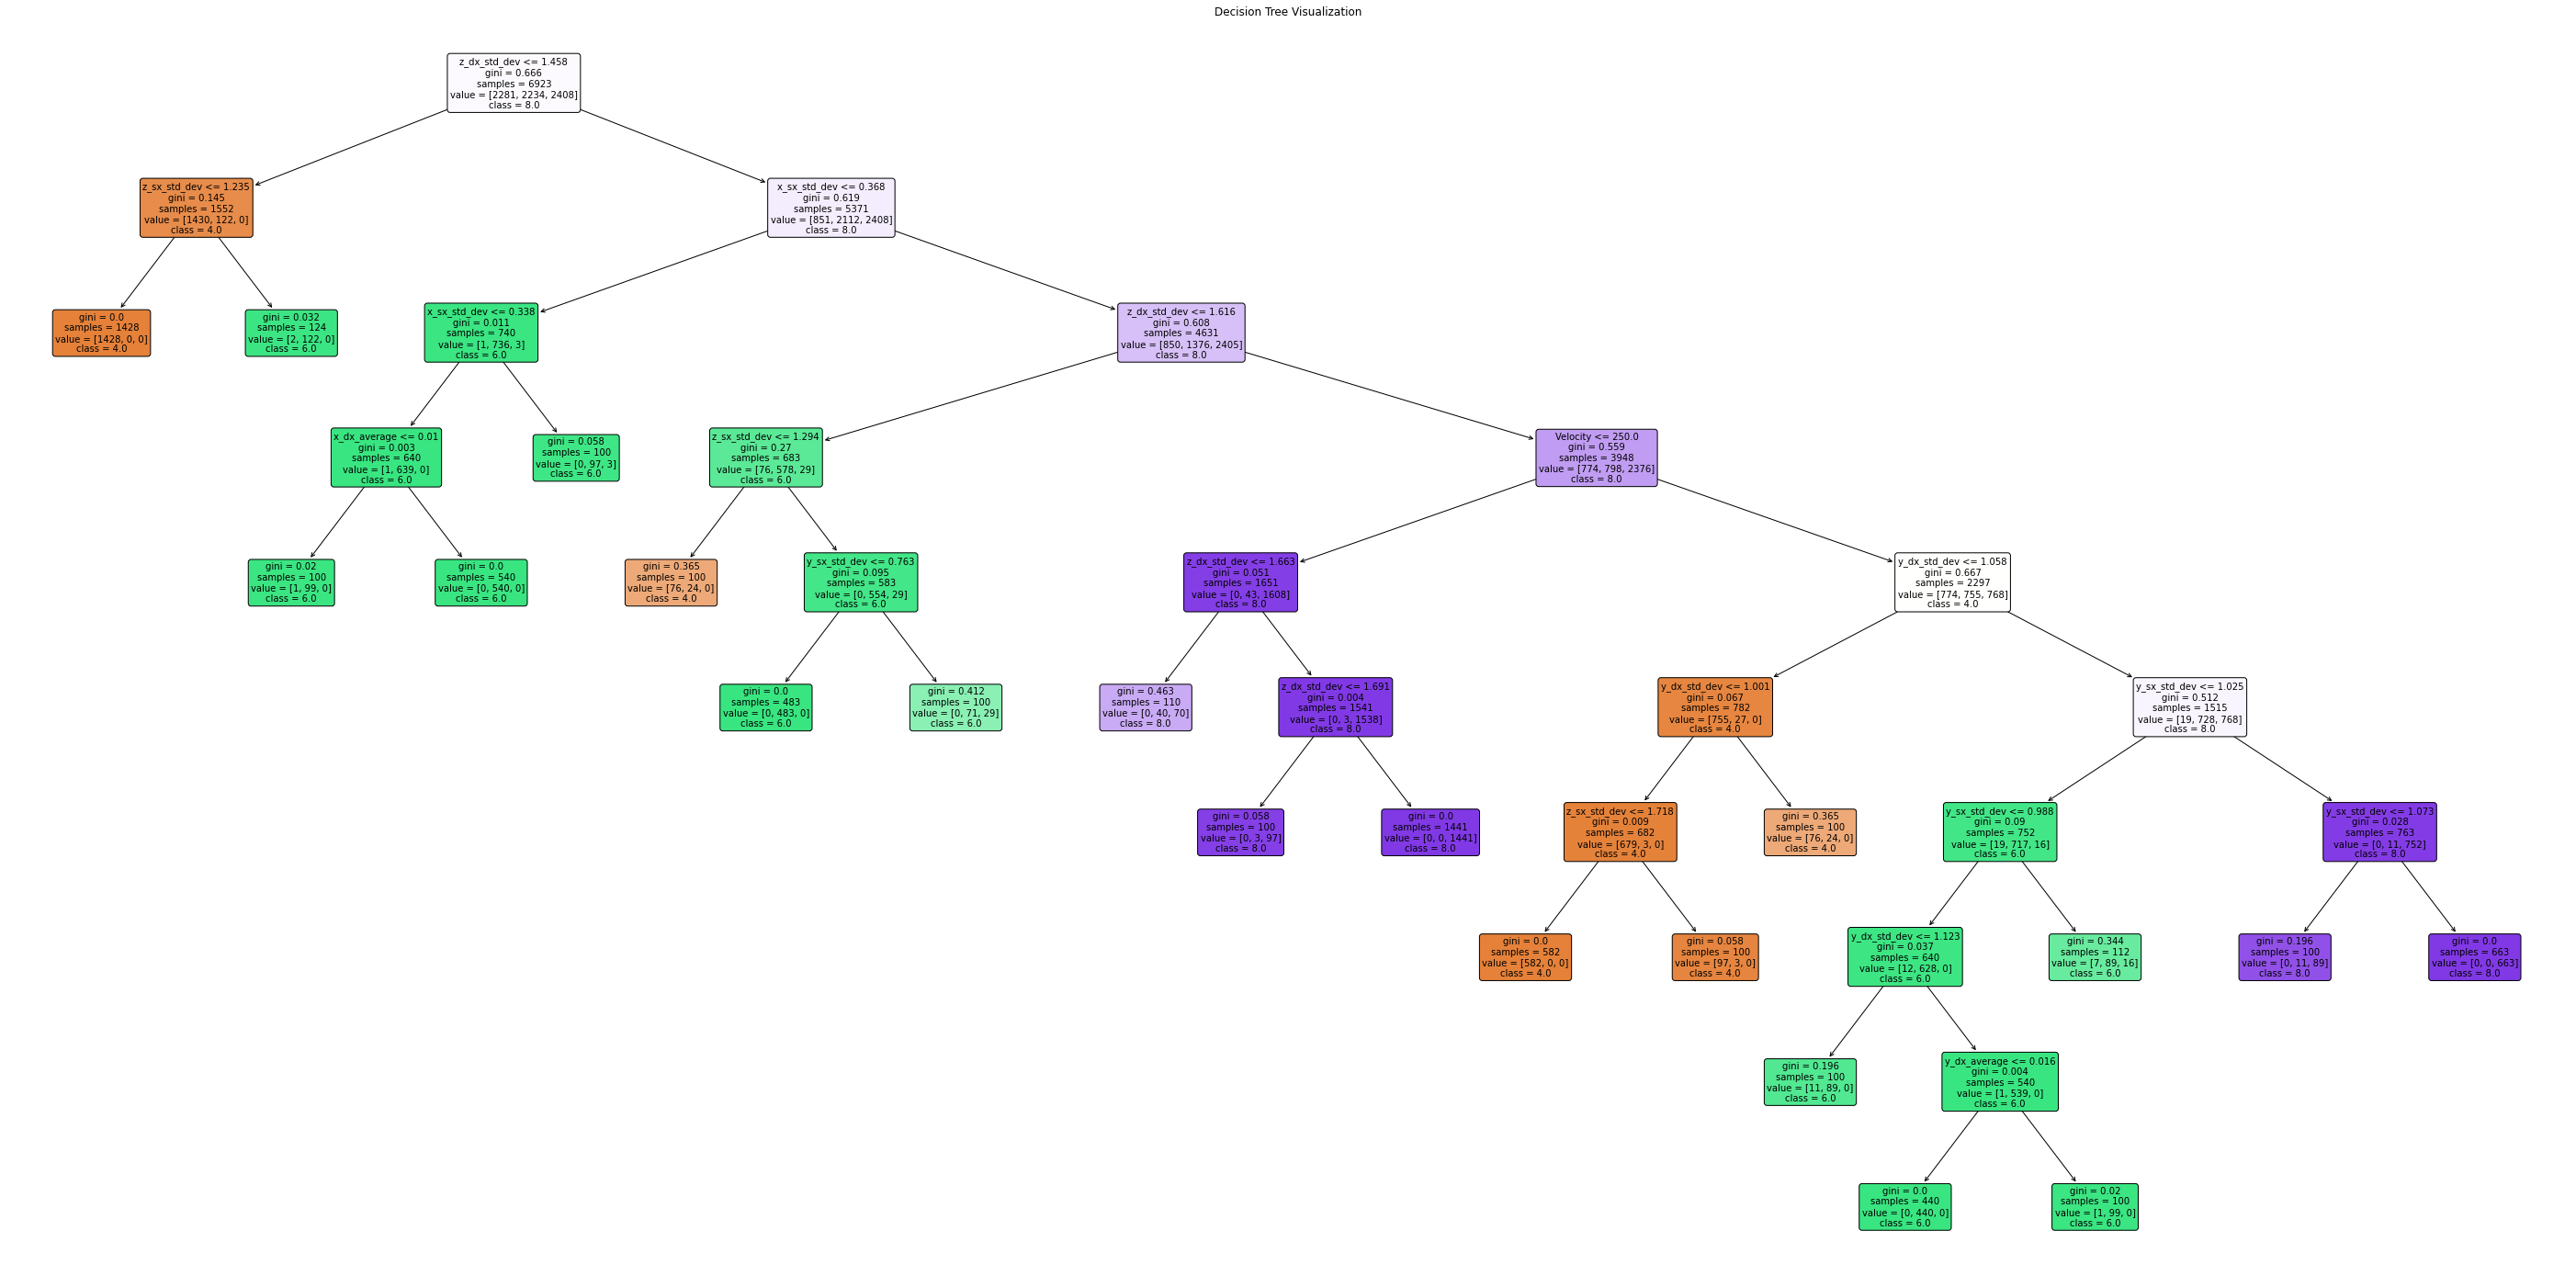 Decision Tree Visualization
z_dx_std_dev <= 1.458
gini = 0.666
samples = 6923
value = [2281, 2234, 2408]
class = 8.0
z_sx_std_dev <= 1.235
gini = 0.145
samples = 1552
value = [1430, 122, 0]
class = 4.0
x_sx_std_dev <= 0.368
gini = 0.619
samples = 5371
value = [851, 2112, 2408]
class = 8.0
gini = 0.0
samples = 1428
value = [1428, 0, 0]
class = 4.0
gini = 0.032
samples = 124
value = [2, 122, 0]
class = 6.0
x_sx_std_dev <= 0.338
gini = 0.011
samples = 740
value = [1, 736, 3]
class = 6.0
z_dx_std_dev <= 1.616
gini = 0.608
samples = 4631
value = [850, 1376, 2405]
class = 8.0
x_dx_average <= 0.01
gini = 0.003
samples = 640
value = [1, 639, 0]
class = 6.0
gini = 0.058
samples = 100
value = [0, 97, 3]
class = 6.0
z_sx_std_dev <= 1.294
gini = 0.27
samples = 683
value = [76, 578, 29]
class = 6.0
Velocity <= 250.0
gini = 0.559
samples = 3948
value = [774, 798, 2376]
class = 8.0
gini = 0.02
samples = 100
value = [1, 99, 0]
class = 6.0
gini = 0.0
samples = 540
value = [0, 540, 0]
class = 6.0
gini = 0.365
samples = 100
value = [76, 24, 0]
class = 4.0
y_sx_std_dev <= 0.763
gini = 0.095
samples = 583
value = [0, 554, 29]
class = 6.0
z_dx_std_dev <= 1.663
gini = 0.051
samples = 1651
value = [0, 43, 1608]
class = 8.0
y_dx_std_dev <= 1.058
gini = 0.667
samples = 2297
value = [774, 755, 768]
class = 4.0
gini = 0.0
samples = 483
value = [0, 483, 0]
class = 6.0
gini = 0.412
samples = 100
value = [0, 71, 29]
class = 6.0
gini = 0.463
samples = 110
value = [0, 40, 70]
class = 8.0
z_dx_std_dev <= 1.691
gini = 0.004
samples = 1541
value = [0, 3, 1538]
class = 8.0
y_dx_std_dev <= 1.001
gini = 0.067
samples = 782
value = [755, 27, 0]
class = 4.0
y_sx_std_dev <= 1.025
gini = 0.512
samples = 1515
value = [19, 728, 768]
class = 8.0
gini = 0.058
samples = 100
value = [0, 3, 97]
class = 8.0
gini = 0.0
samples = 1441
value = [0, 0, 1441]
class = 8.0
z_sx_std_dev <= 1.718
gini = 0.009
samples = 682
value = [679, 3, 0]
class = 4.0
gini = 0.365
samples = 100
value = [76, 24, 0]
class = 4.0
y_sx_std_dev <= 0.988
gini = 0.09
samples = 752
value = [19, 717, 16]
class = 6.0
y_sx_std_dev <= 1.073
gini = 0.028
samples = 763
value = [0, 11, 752]
class = 8.0
gini = 0.0
samples = 582
value = [582, 0, 0]
class = 4.0
gini = 0.058
samples = 100
value = [97, 3, 0]
class = 4.0
y_dx_std_dev <= 1.123
gini = 0.037
samples = 640
value = [12, 628, 0]
class = 6.0
gini = 0.344
samples = 112
value = [7, 89, 16]
class = 6.0
gini = 0.196
samples = 100
value = [0, 11, 89]
class = 8.0
gini = 0.0
samples = 663
value = [0, 0, 663]
class = 8.0
gini = 0.196
samples = 100
value = [11, 89, 0]
class = 6.0
y_dx_average <= 0.016
gini = 0.004
samples = 540
value = [1, 539, 0]
class = 6.0
gini = 0.0
samples = 440
value = [0, 440, 0]
class = 6.0
gini = 0.02
samples = 100
value = [1, 99, 0]
class = 6.0